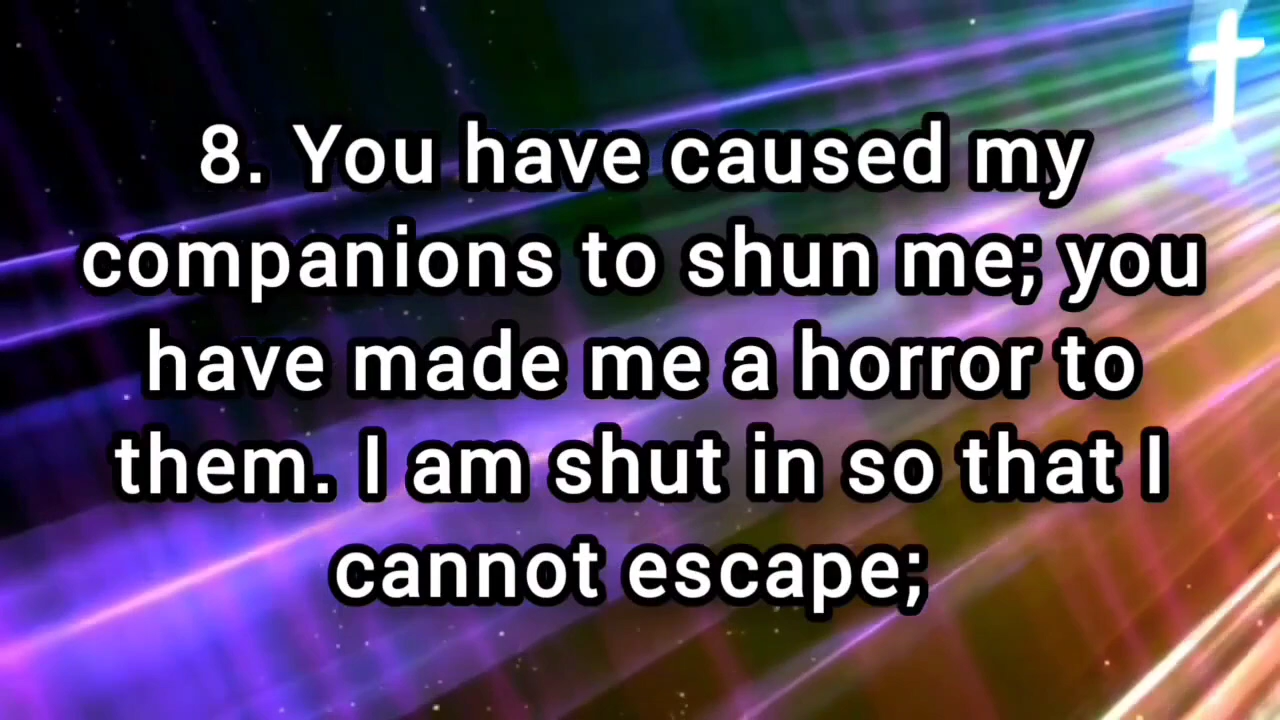 8. You have caused my
companions to shun me; you
have made me a horror to
them. I am shut in so that I
cannot escape;